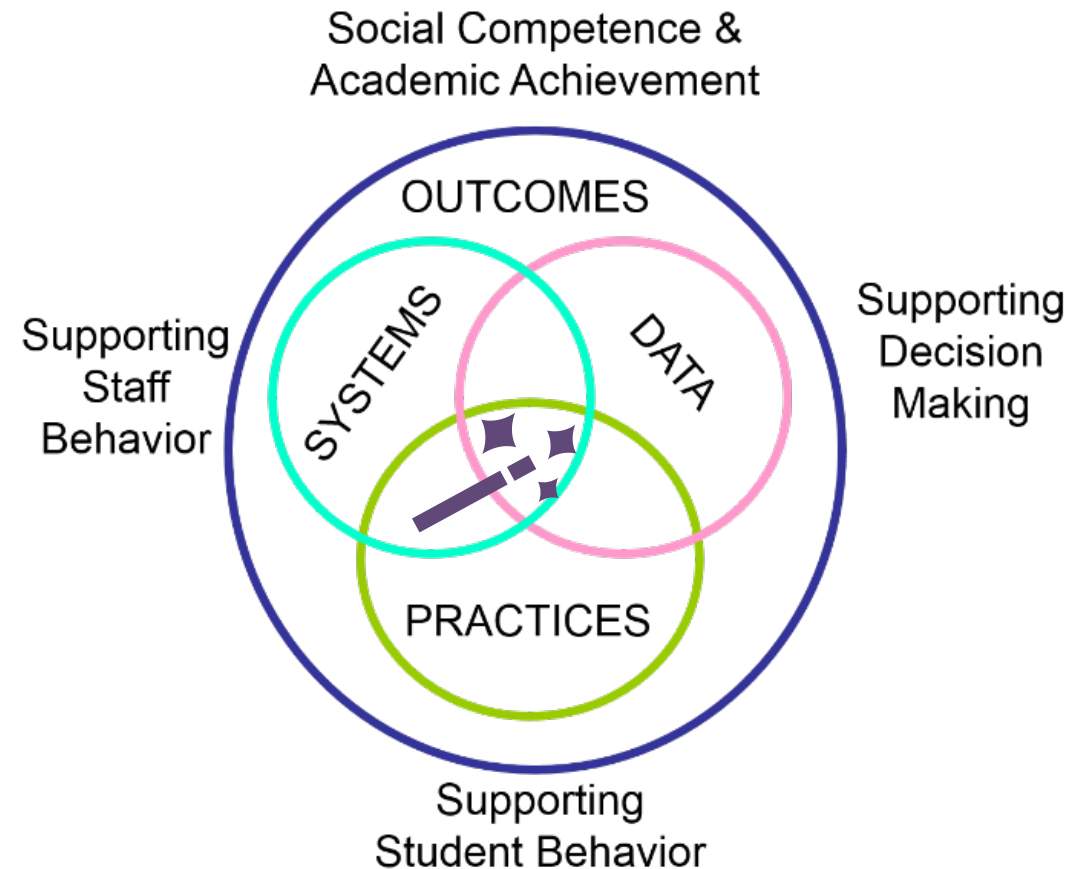 Social Competence &
Academic Achievement
OUTCOMES
Supporting
Staff
Behavior
SYSTEMS
DATA
Supporting
Decision
Making
PRACTICES
Supporting
Student Behavior